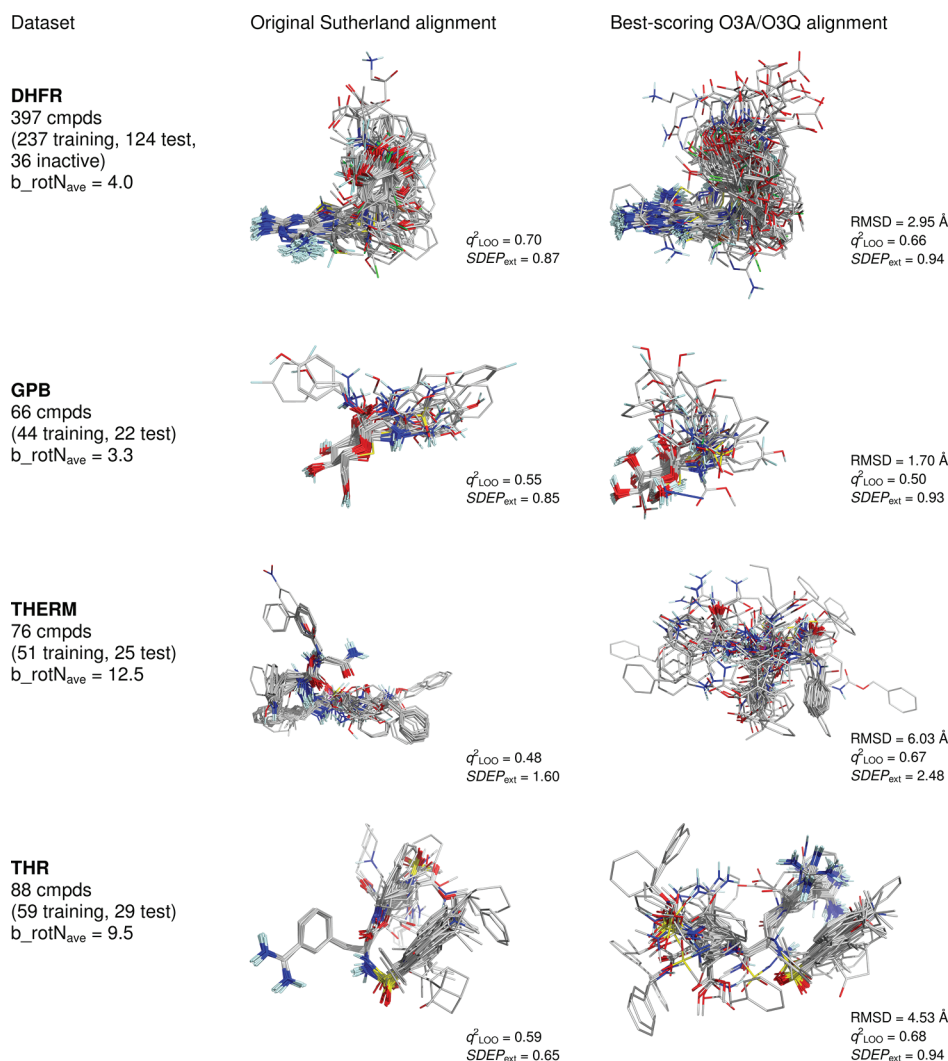 Dataset
Original Sutherland alignment
Best-scoring O3A/O3Q alignment
DHFR
397 cmpds
(237 training, 124 test,
36 inactive)
b_rotN_ave = 4.0
q²_LOO = 0.70
SDEP_ext = 0.87
RMSD = 2.95 Å
q²_LOO = 0.66
SDEP_ext = 0.94
GPB
66 cmpds
(44 training, 22 test)
b_rotN_ave = 3.3
q²_LOO = 0.55
SDEP_ext = 0.85
RMSD = 1.70 Å
q²_LOO = 0.50
SDEP_ext = 0.93
THERM
76 cmpds
(51 training, 25 test)
b_rotN_ave = 12.5
q²_LOO = 0.48
SDEP_ext = 1.60
RMSD = 6.03 Å
q²_LOO = 0.67
SDEP_ext = 2.48
THR
88 cmpds
(59 training, 29 test)
b_rotN_ave = 9.5
q²_LOO = 0.59
SDEP_ext = 0.65
RMSD = 4.53 Å
q²_LOO = 0.68
SDEP_ext = 0.94